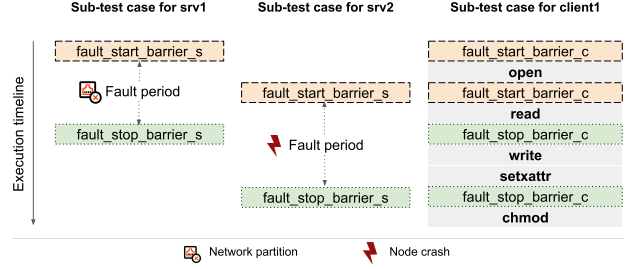 Sub-test case for srv1 Sub-test case for srv2 Sub-test case for client1
fault_start_barrier_s fault_start_barrier_c
open
Fault period fault_start_barrier_s fault_start_barrier_c
read
fault_stop_barrier_s fault_stop_barrier_c
Fault period write
setxattr
fault_stop_barrier_s fault_stop_barrier_c
chmod
Execution timeline
Network partition Node crash